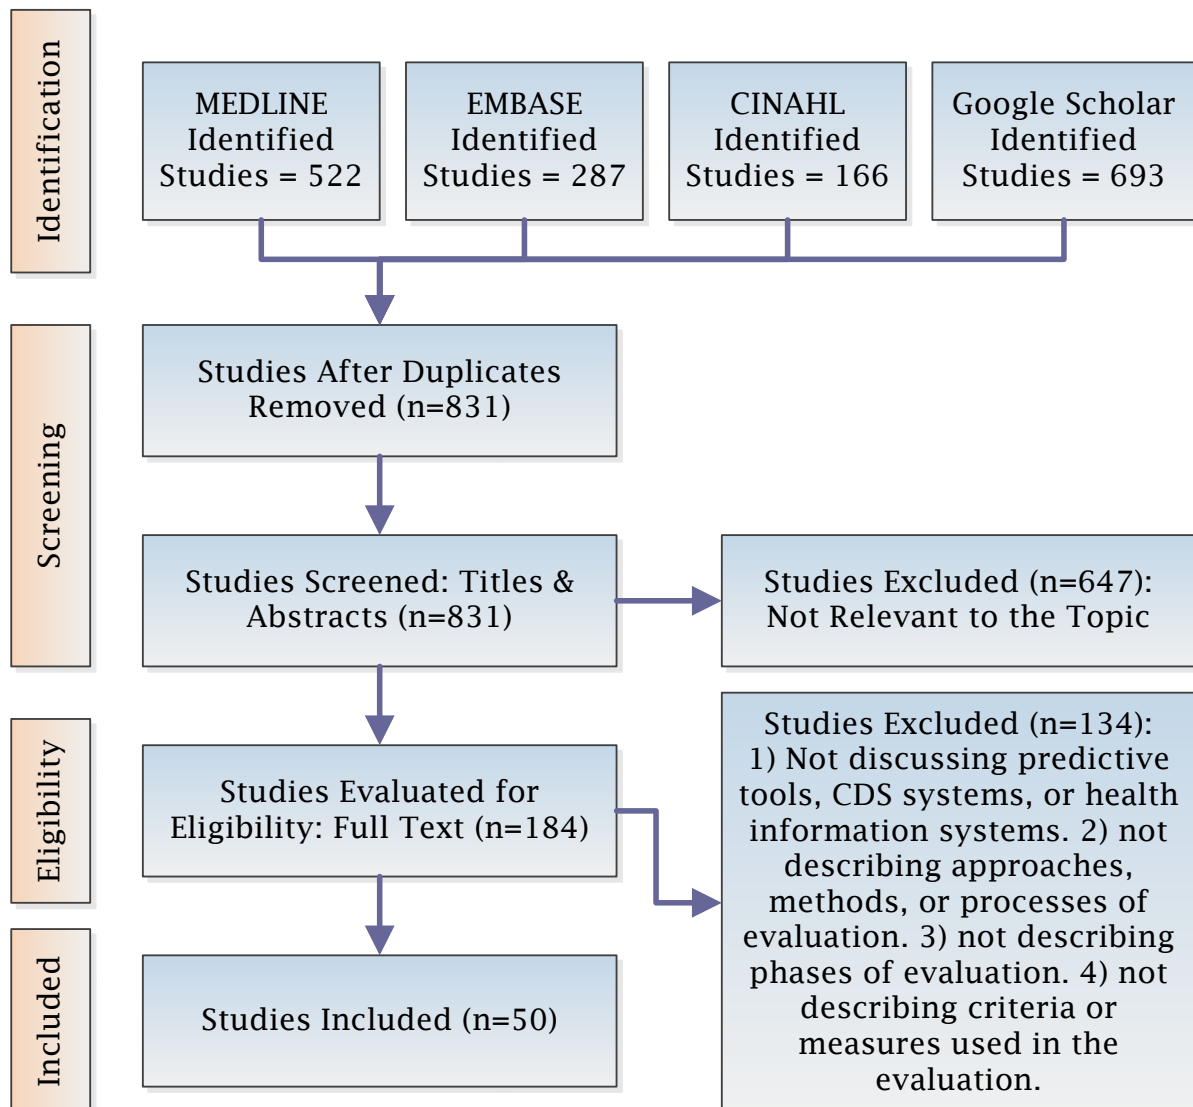 Identification
MEDLINE
Identified
Studies = 522
EMBASE
Identified
Studies = 287
CINAHL
Identified
Studies = 166
Google Scholar
Identified
Studies = 693
Screening
Studies After Duplicates
Removed (n=831)
Studies Screened: Titles &
Abstracts (n=831)
Studies Excluded (n=647):
Not Relevant to the Topic
Eligibility
Studies Evaluated for
Eligibility: Full Text (n=184)
Studies Excluded (n=134):
1) Not discussing predictive
tools, CDS systems, or health
information systems. 2) not
describing approaches,
methods, or processes of
evaluation. 3) not describing
phases of evaluation. 4) not
describing criteria or
measures used in the
evaluation.
Included
Studies Included (n=50)